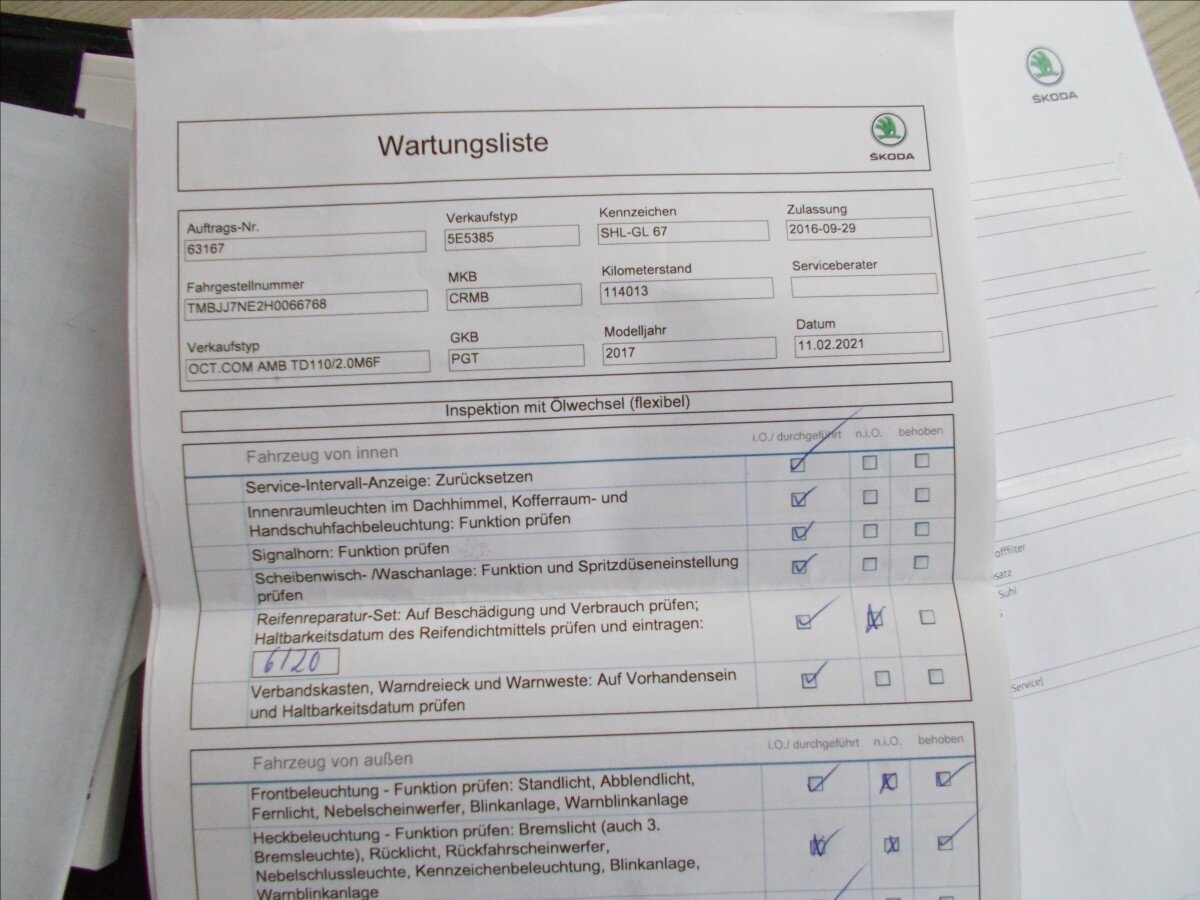 Wartungsliste
ŠKODA
ŠKODA
Auftrags-Nr.
63167
Verkaufstyp
5E5385
Kennzeichen
SHL-GL 67
Zulassung
2016-09-29
Fahrgestellnummer
TMBJJ7NE2H0066768
MKB
CRMB
Kilometerstand
114013
Serviceberater
Verkaufstyp
OCT.COM AMB TD110/2.0M6F
GKB
PGT
Modelljahr
2017
Datum
11.02.2021
Inspektion mit Ölwechsel (flexibel)
Fahrzeug von innen
i.O./ durchgeführt n.i.O. behoben
Service-Intervall-Anzeige: Zurücksetzen
Innenraumleuchten im Dachhimmel, Kofferraum- und
Handschuhfachbeleuchtung: Funktion prüfen
Signalhorn: Funktion prüfen
Scheibenwisch- /Waschanlage: Funktion und Spritzdüseneinstellung
prüfen
Reifenreparatur-Set: Auf Beschädigung und Verbrauch prüfen;
Haltbarkeitsdatum des Reifendichtmittels prüfen und eintragen:
6/20
Verbandskasten, Warndreieck und Warnweste: Auf Vorhandensein
und Haltbarkeitsdatum prüfen
Fahrzeug von außen
i.O./ durchgeführt n.i.O. behoben
Frontbeleuchtung - Funktion prüfen: Standlicht, Abblendlicht,
Fernlicht, Nebelscheinwerfer, Blinkanlage, Warnblinkanlage
Heckbeleuchtung - Funktion prüfen: Bremslicht (auch 3.
Bremsleuchte), Rücklicht, Rückfahrscheinwerfer,
Nebelschlussleuchte, Kennzeichenbeleuchtung, Blinkanlage,
Warnblinkanlage
offfilter
satz
Suhl
Service)